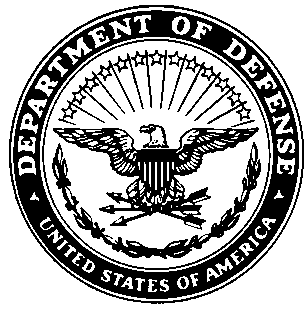 DEPARTMENT OF DEFENSE
UNITED STATES OF AMERICA